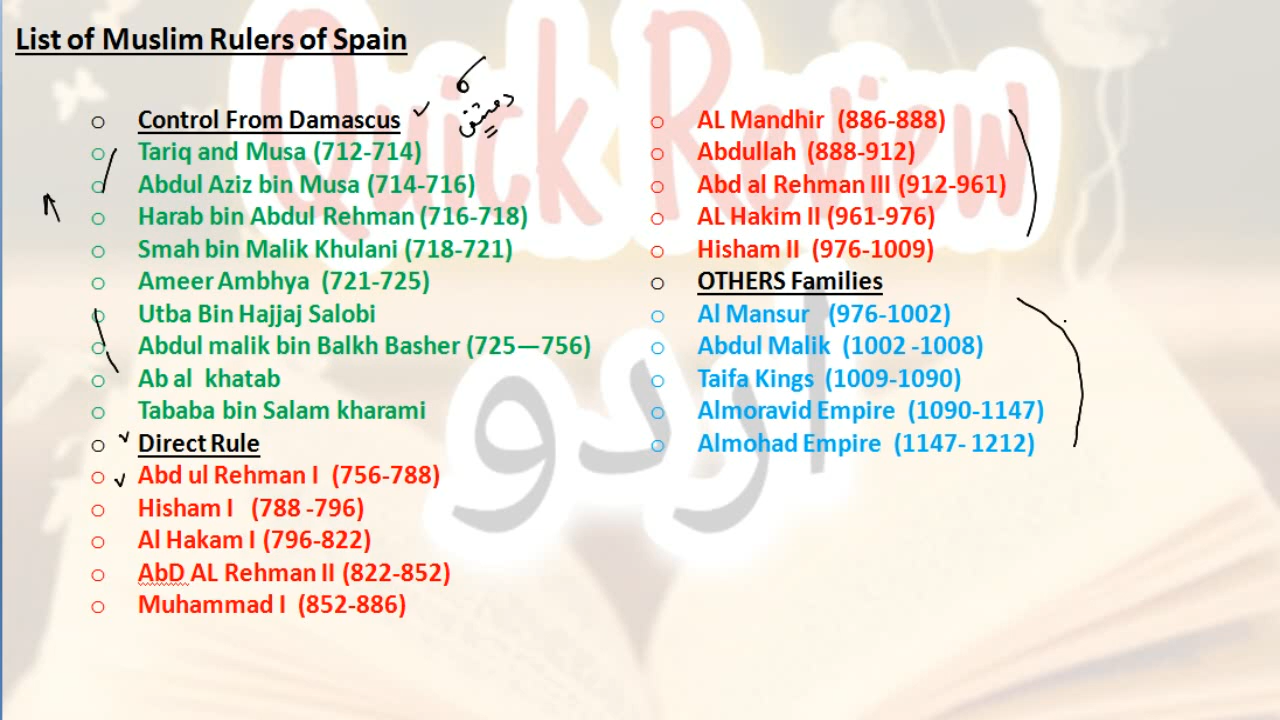 List of Muslim Rulers of Spain
Control From Damascus
دمشق
Tariq and Musa (712-714)
Abdul Aziz bin Musa (714-716)
Harab bin Abdul Rehman (716-718)
Smah bin Malik Khulani (718-721)
Ameer Ambhya (721-725)
Utba Bin Hajjaj Salobi
Abdul malik bin Balkh Basher (725—756)
Ab al khatab
Tababa bin Salam kharami
Direct Rule
Abd ul Rehman I (756-788)
Hisham I (788 -796)
Al Hakam I (796-822)
AbD AL Rehman II (822-852)
Muhammad I (852-886)
AL Mandhir (886-888)
Abdullah (888-912)
Abd al Rehman III (912-961)
AL Hakim II (961-976)
Hisham II (976-1009)
OTHERS Families
Al Mansur (976-1002)
Abdul Malik (1002 -1008)
Taifa Kings (1009-1090)
Almoravid Empire (1090-1147)
Almohad Empire (1147- 1212)
Quick Review
اردو